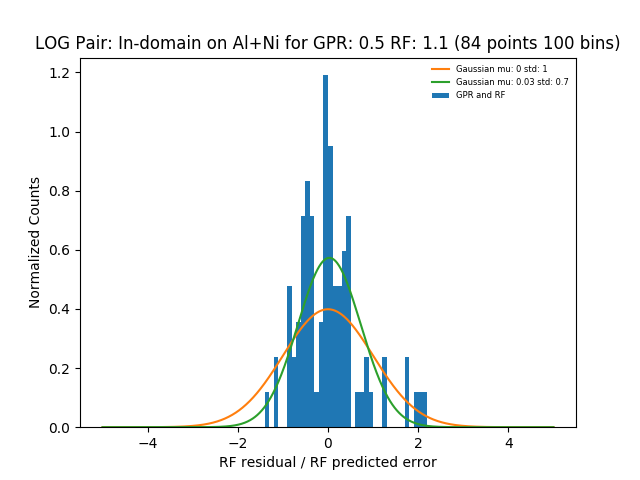 LOG Pair: In-domain on Al+Ni for GPR: 0.5 RF: 1.1 (84 points 100 bins)
Gaussian mu: 0 std: 1
Gaussian mu: 0.03 std: 0.7
GPR and RF
Normalized Counts
1.2
1.0
0.8
0.6
0.4
0.2
0.0
−4 −2 0 2 4
RF residual / RF predicted error